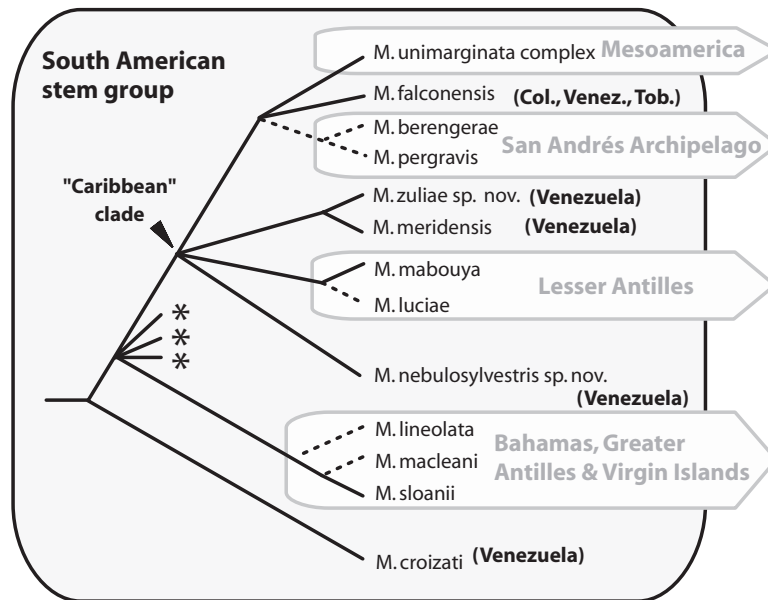 South American
stem group
M. unimarginata complex Mesoamerica
M. falconensis (Col., Venez., Tob.)
M. berengerae
San Andrés Archipelago
M. pergravis
"Caribbean"
clade
M. zuliae sp. nov. (Venezuela)
M. meridensis (Venezuela)
M. mabouya
Lesser Antilles
M. luciae
*
*
*
M. nebulosylvestris sp. nov.
(Venezuela)
M. lineolata
Bahamas, Greater
M. macleani
Antilles & Virgin Islands
M. sloanii
M. croizati (Venezuela)